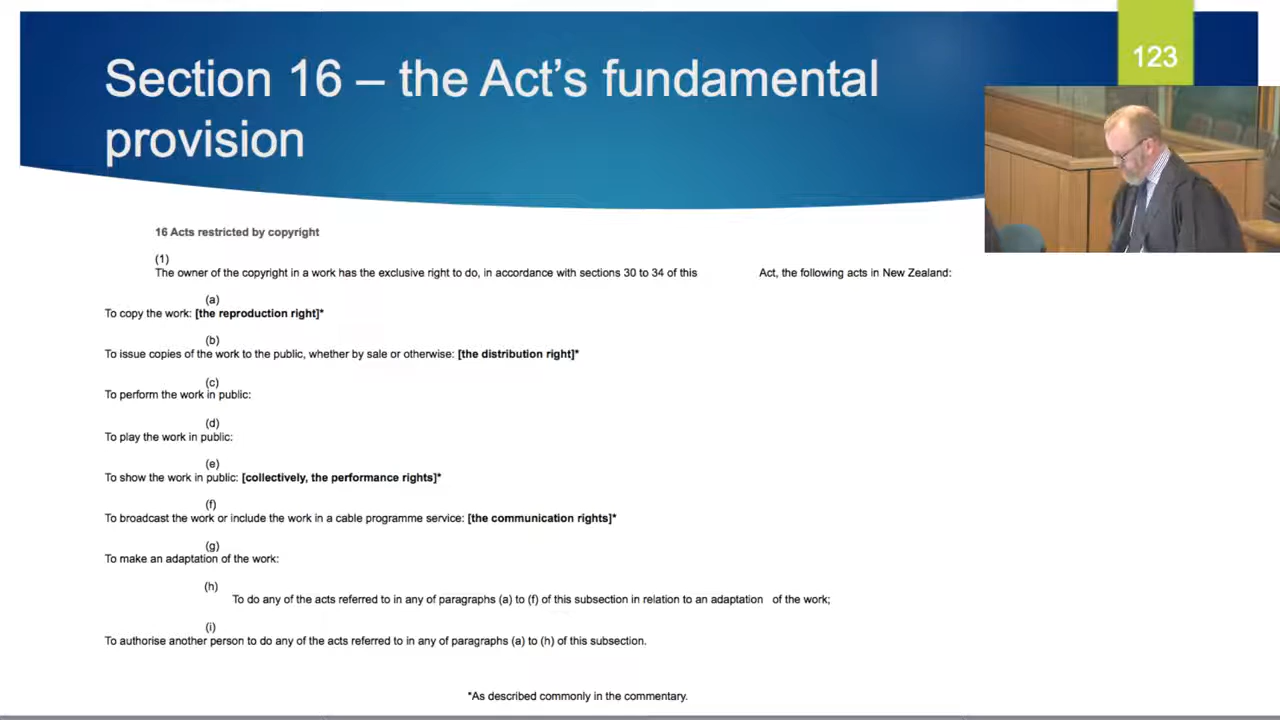 Section 16 – the Act's fundamental
provision
123
16 Acts restricted by copyright
(1)
The owner of the copyright in a work has the exclusive right to do, in accordance with sections 30 to 34 of this Act, the following acts in New Zealand:
(a)
To copy the work: [the reproduction right]*
(b)
To issue copies of the work to the public, whether by sale or otherwise: [the distribution right]*
(c)
To perform the work in public:
(d)
To play the work in public:
(e)
To show the work in public: [collectively, the performance rights]*
(f)
To broadcast the work or include the work in a cable programme service: [the communication rights]*
(g)
To make an adaptation of the work:
(h)
To do any of the acts referred to in any of paragraphs (a) to (f) of this subsection in relation to an adaptation of the work;
(i)
To authorise another person to do any of the acts referred to in any of paragraphs (a) to (h) of this subsection.
*As described commonly in the commentary.